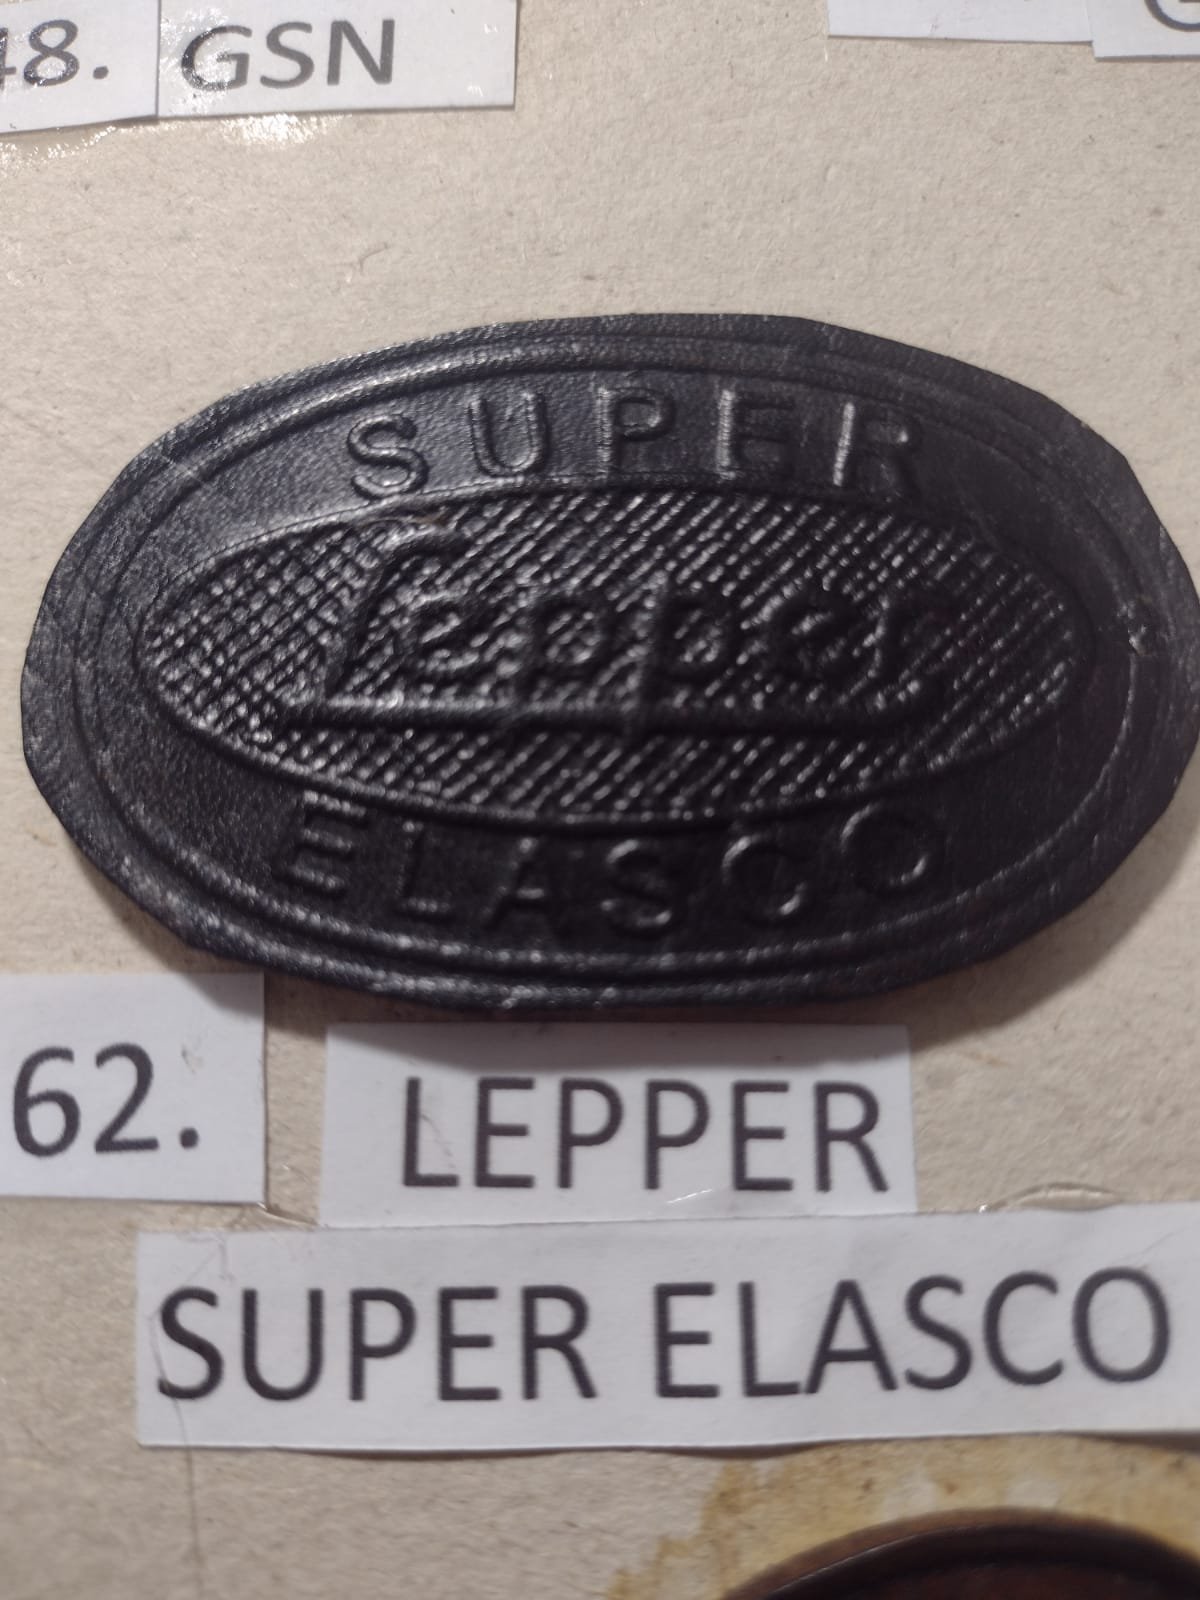 48. GSN
SUPER
Lepper
ELASCO
62. LEPPER
SUPER ELASCO